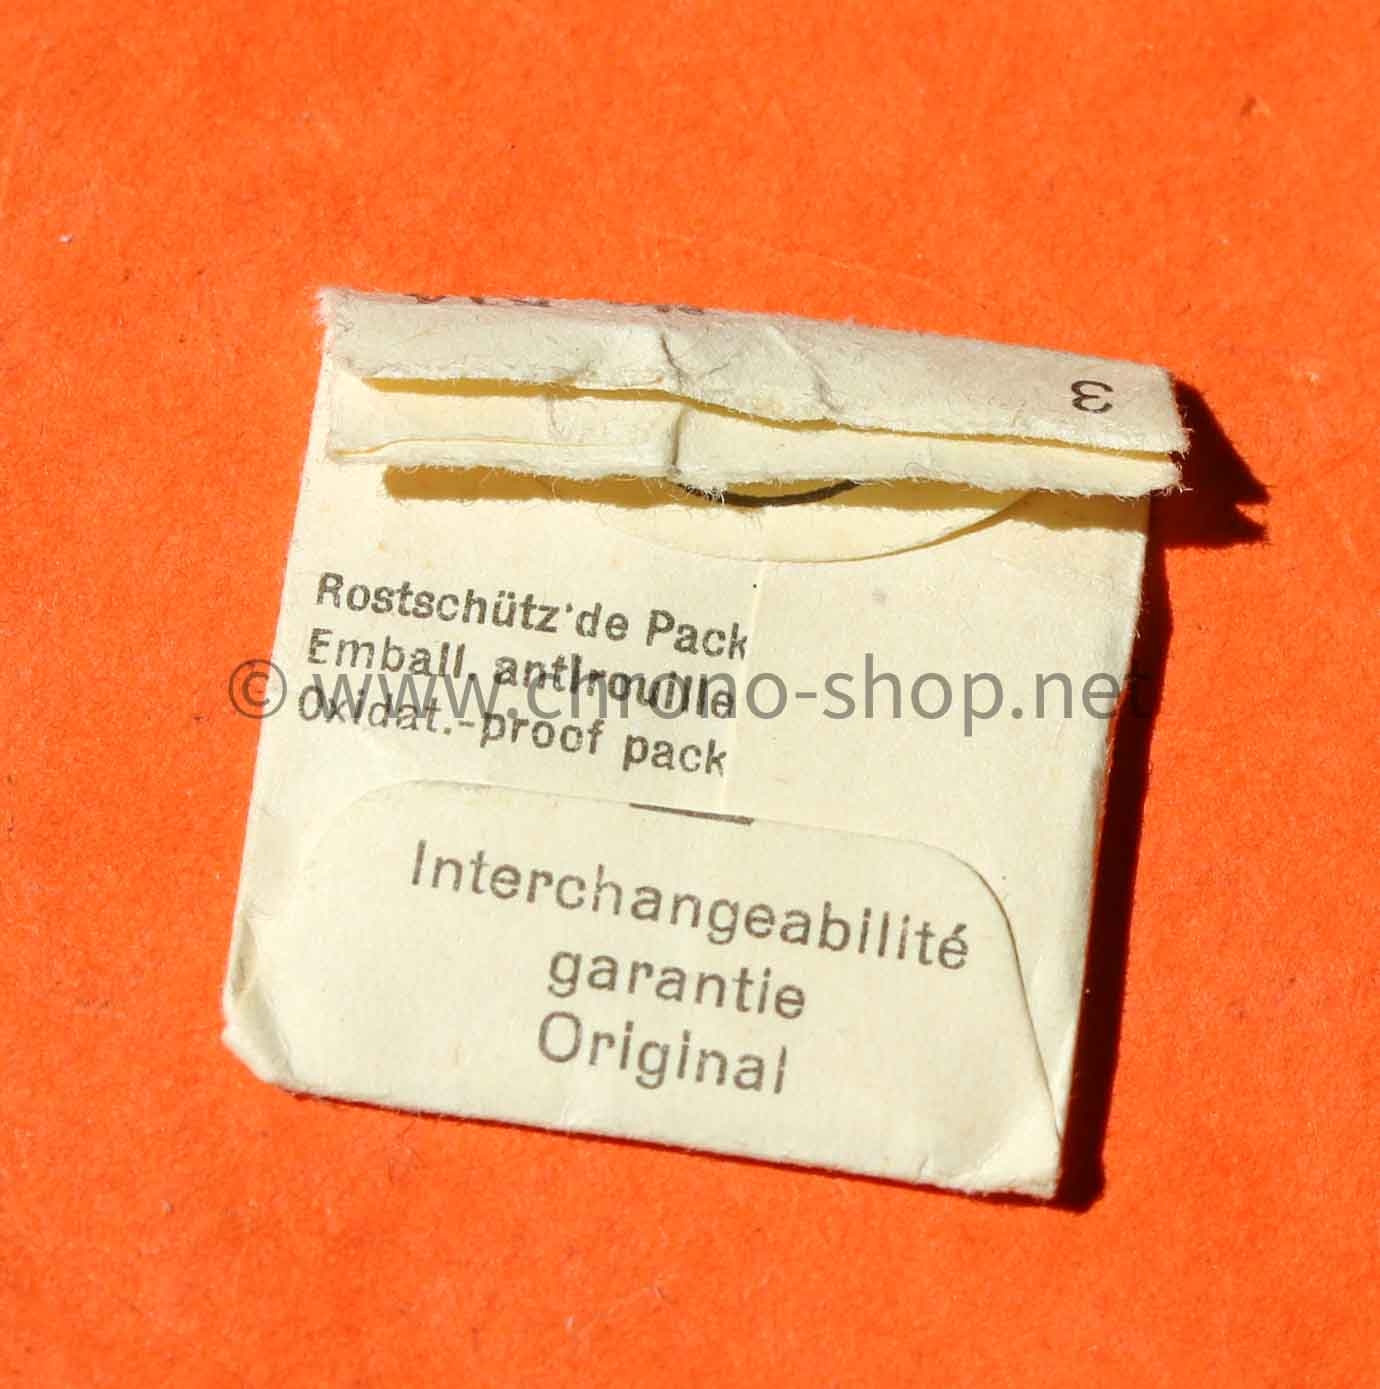 3
Rostschütz'de Pack
Emball. antirouille
Oxidat.-proof pack
© www.chrono-shop.net
Interchangeabilité
garantie
Original